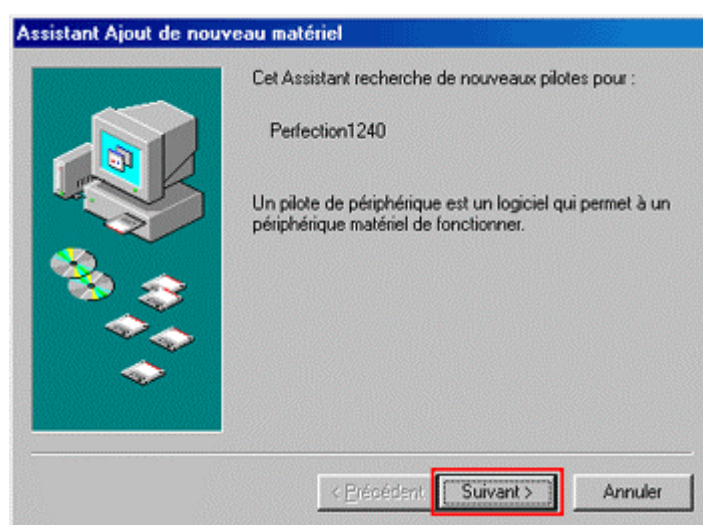 Assistant Ajout de nouveau matériel
Cet Assistant recherche de nouveaux pilotes pour :
Perfection1240
Un pilote de périphérique est un logiciel qui permet à un
périphérique matériel de fonctionner.
< Précédent
Suivant >
Annuler